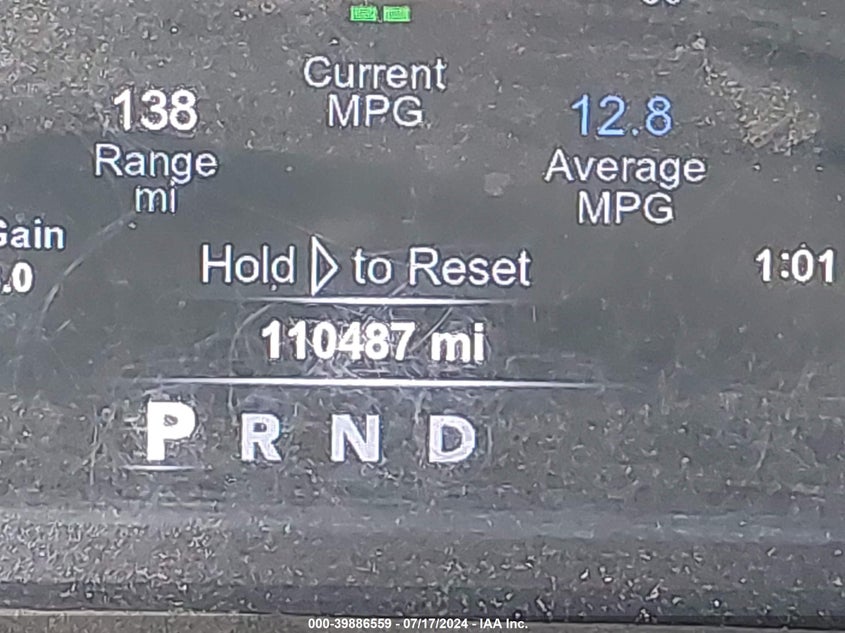 Current
MPG
138
Range
mi
12.8
Average
MPG
Gain
.0
Hold to Reset
1:01
110487 mi
P R N D
000-39886559 - 07/17/2024 - IAA Inc.